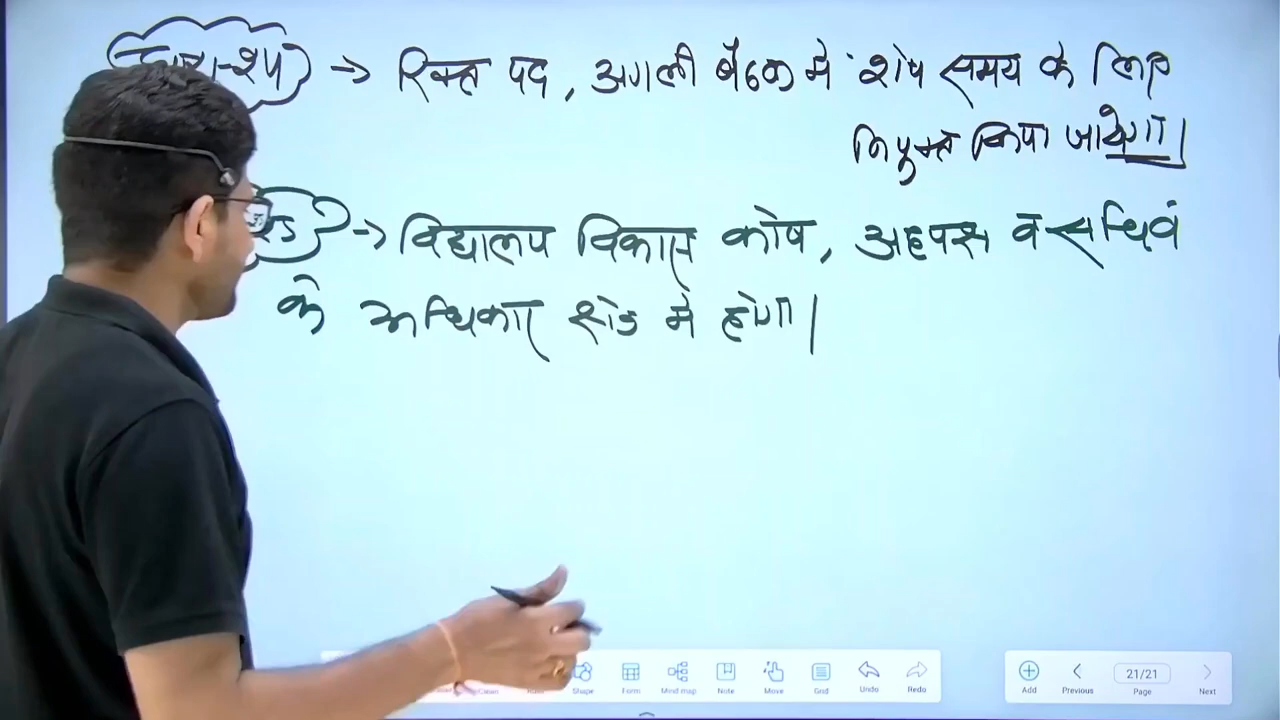 → रिक्त पद, अगली बैठक में शेष समय के लिए
नियुक्त किया जायेगा।
→ विद्यालय विकास कोष, अध्यक्ष व सचिव
के अधिकार क्षेत्र में होगा।
Shape Form Mind map Note Move Grid Undo Redo
Add Previous 21/21 Page Next